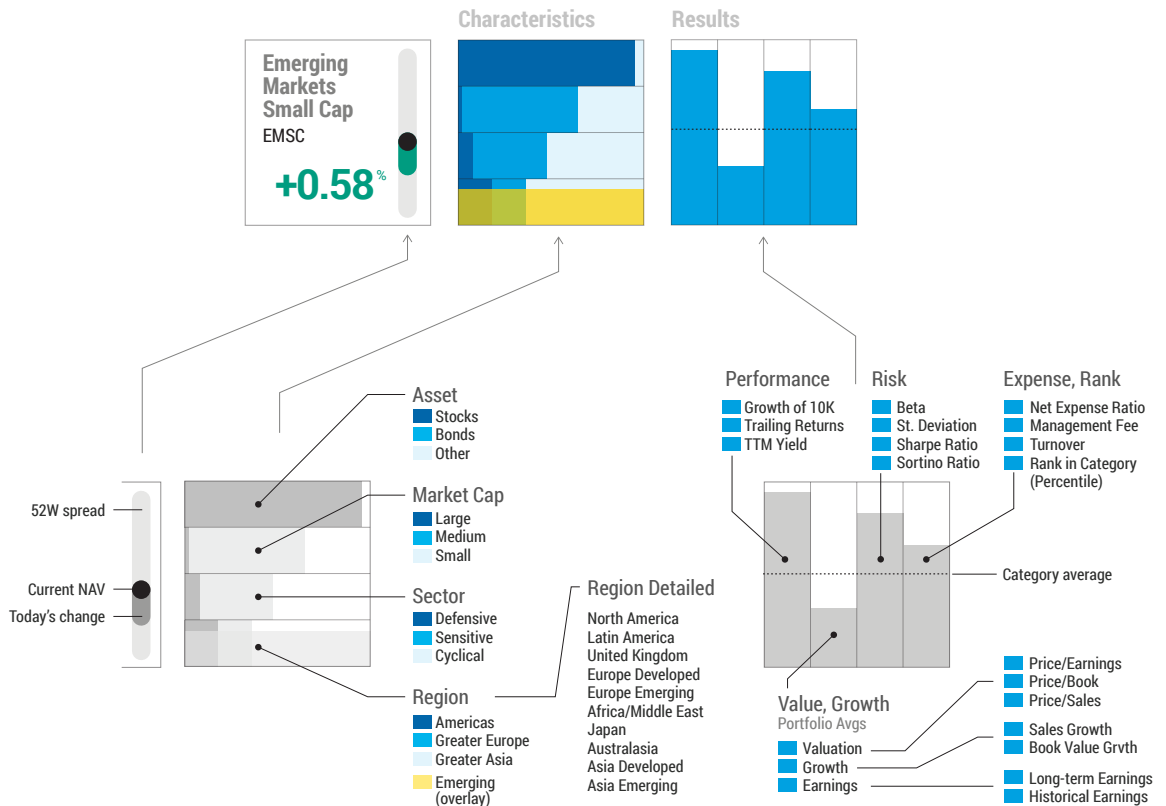 Characteristics
Results
Emerging
Markets
Small Cap
EMSC
+0.58%
Asset
Stocks
Bonds
Other
Market Cap
Large
Medium
Small
Sector
Defensive
Sensitive
Cyclical
Region
Americas
Greater Europe
Greater Asia
Emerging
(overlay)
52W spread
Current NAV
Today's change
Region Detailed
North America
Latin America
United Kingdom
Europe Developed
Europe Emerging
Africa/Middle East
Japan
Australasia
Asia Developed
Asia Emerging
Performance
Growth of 10K
Trailing Returns
TTM Yield
Risk
Beta
St. Deviation
Sharpe Ratio
Sortino Ratio
Expense, Rank
Net Expense Ratio
Management Fee
Turnover
Rank in Category
(Percentile)
Category average
Value, Growth
Portfolio Avgs
Valuation
Growth
Earnings
Price/Earnings
Price/Book
Price/Sales
Sales Growth
Book Value Grvth
Long-term Earnings
Historical Earnings